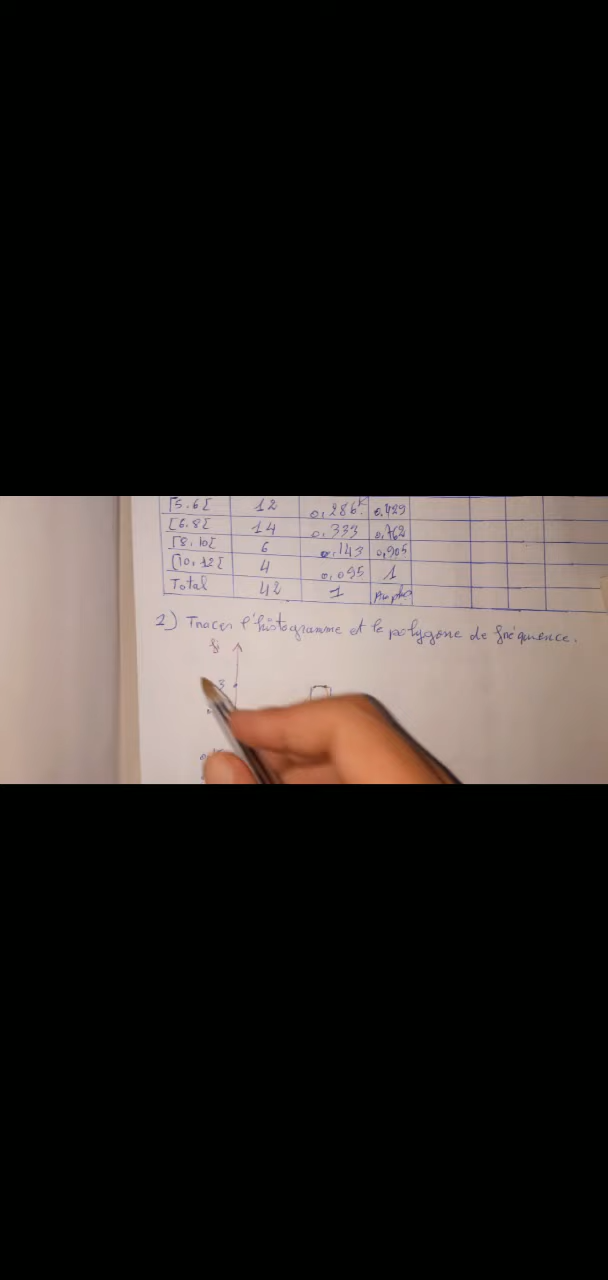 [5.6[ 12 0,286 0,429
[6.8[ 14 0,333 0,762
[8,10[ 6 0,143 0,905
[10,12[ 4 0,095 1
Total 42 1
2) Tracer l'histogramme et le polygone de fréquence.
fi
3